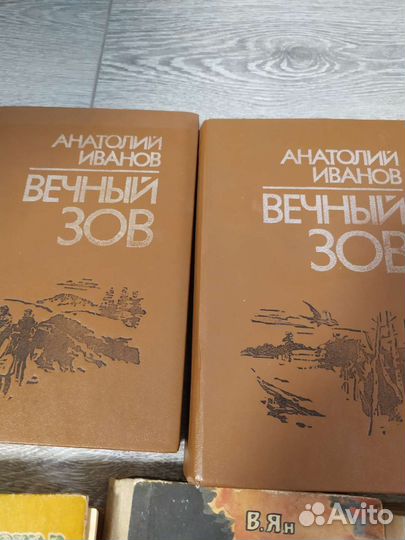 АНАТОЛИЙ
ИВАНОВ
ВЕЧНЫЙ
ЗОВ
АНАТОЛИЙ
ИВАНОВ
ВЕЧНЫЙ
ЗОВ
В.Ян
Avito